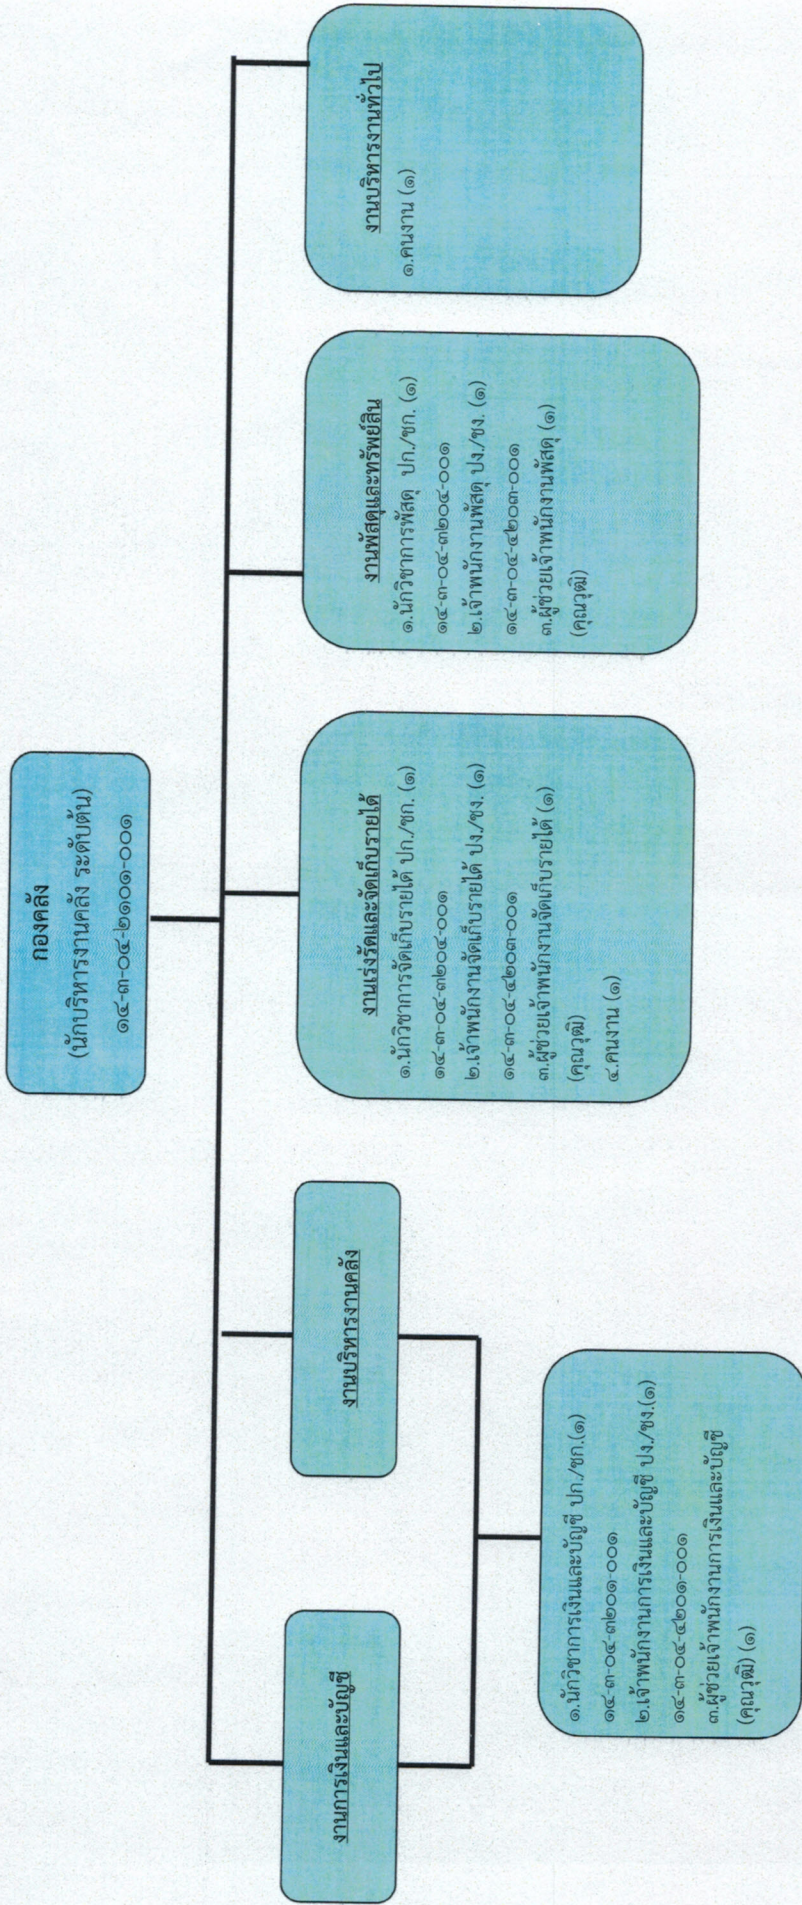 กองคลัง
(นักบริหารงานคลัง ระดับต้น)
๑๔-๓-๐๔-๒๑๐๑-๐๐๑
งานการเงินและบัญชี
งานบริหารงานคลัง
๑.นักวิชาการเงินและบัญชี ปก./ชก.(๑)
๑๔-๓-๐๔-๓๒๐๑-๐๐๑
๒.เจ้าพนักงานการเงินและบัญชี ปง./ชง.(๑)
๑๔-๓-๐๔-๔๒๐๑-๐๐๑
๓.ผู้ช่วยเจ้าพนักงานการเงินและบัญชี
(คุณวุฒิ) (๑)
งานเร่งรัดและจัดเก็บรายได้
๑.นักวิชาการจัดเก็บรายได้ ปก./ชก. (๑)
๑๔-๓-๐๔-๓๒๐๔-๐๐๑
๒.เจ้าพนักงานจัดเก็บรายได้ ปง./ชง. (๑)
๑๔-๓-๐๔-๔๒๐๓-๐๐๑
๓.ผู้ช่วยเจ้าพนักงานจัดเก็บรายได้ (๑)
(คุณวุฒิ)
๔.คนงาน (๑)
งานพัสดุและทรัพย์สิน
๑.นักวิชาการพัสดุ ปก./ชก. (๑)
๑๔-๓-๐๔-๓๒๐๔-๐๐๑
๒.เจ้าพนักงานพัสดุ ปง./ชง. (๑)
๑๔-๓-๐๔-๔๒๐๓-๐๐๑
๓.ผู้ช่วยเจ้าพนักงานพัสดุ (๑)
(คุณวุฒิ)
งานบริหารงานทั่วไป
๑.คนงาน (๑)